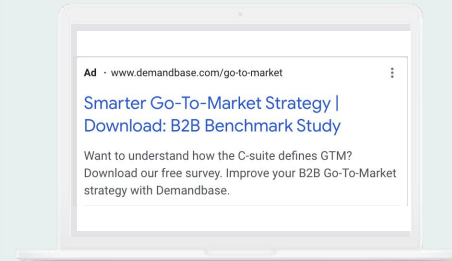 Ad · www.demandbase.com/go-to-market
Smarter Go-To-Market Strategy |
Download: B2B Benchmark Study
Want to understand how the C-suite defines GTM?
Download our free survey. Improve your B2B Go-To-Market
strategy with Demandbase.